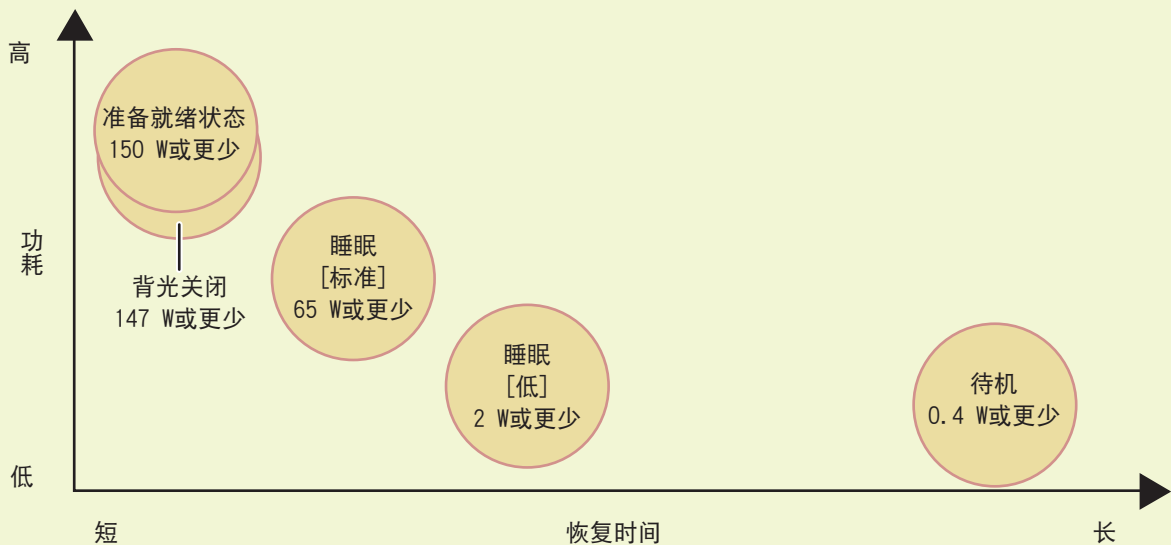 高
准备就绪状态
150 W或更少
功耗
背光关闭
147 W或更少
睡眠
[标准]
65 W或更少
睡眠
[低]
2 W或更少
待机
0.4 W或更少
低
短
恢复时间
长